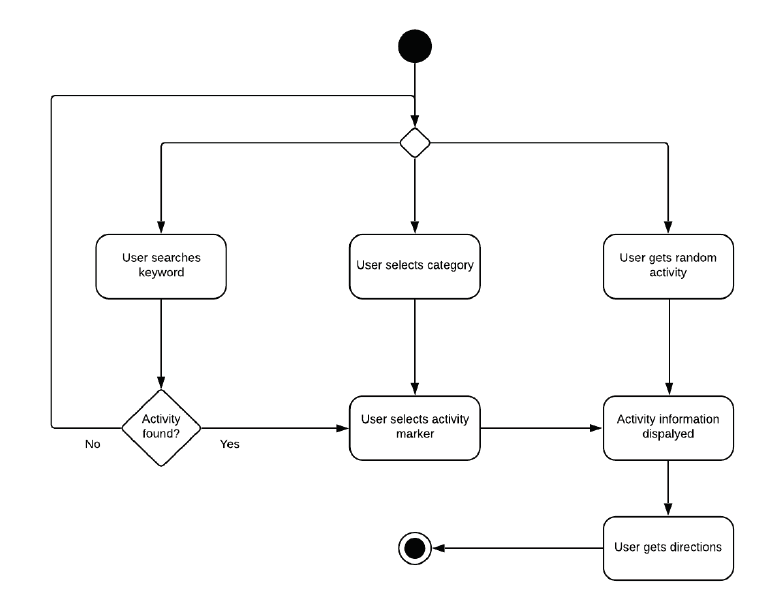 User searches
keyword
User selects category
User gets random
activity
Activity
found?
No
Yes
User selects activity
marker
Activity information
dispalyed
User gets directions